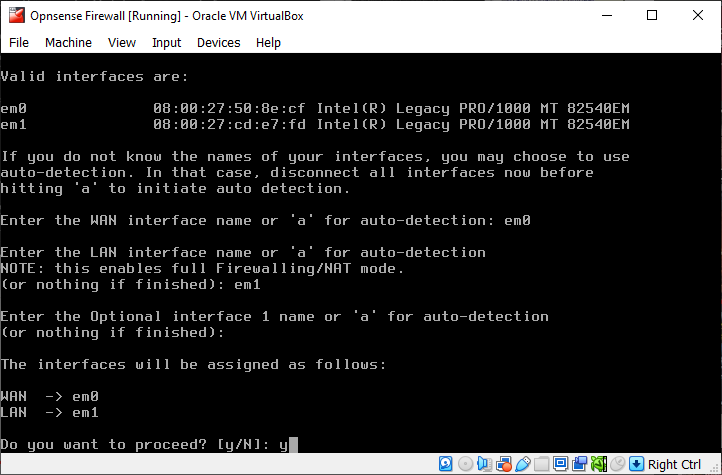 Opnsense Firewall [Running] - Oracle VM VirtualBox
File Machine View Input Devices Help
Valid interfaces are:
em0 08:00:27:50:8e:cf Intel(R) Legacy PRO/1000 MT 82540EM
em1 08:00:27:cd:e7:fd Intel(R) Legacy PRO/1000 MT 82540EM
If you do not know the names of your interfaces, you may choose to use
auto-detection. In that case, disconnect all interfaces now before
hitting 'a' to initiate auto detection.
Enter the WAN interface name or 'a' for auto-detection: em0
Enter the LAN interface name or 'a' for auto-detection
NOTE: this enables full Firewalling/NAT mode.
(or nothing if finished): em1
Enter the Optional interface 1 name or 'a' for auto-detection
(or nothing if finished):
The interfaces will be assigned as follows:
WAN -> em0
LAN -> em1
Do you want to proceed? [y/N]: y
Right Ctrl